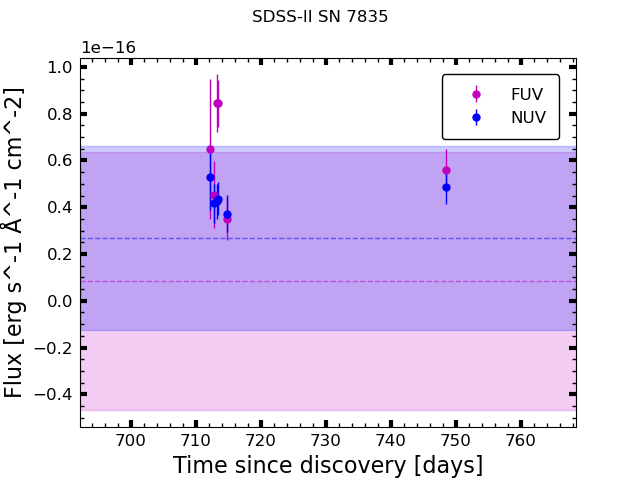 SDSS-II SN 7835
1e−16
1.0
0.8
0.6
0.4
0.2
0.0
−0.2
−0.4
Flux [erg s^-1 Å^-1 cm^-2]
FUV
NUV
700 710 720 730 740 750 760
Time since discovery [days]